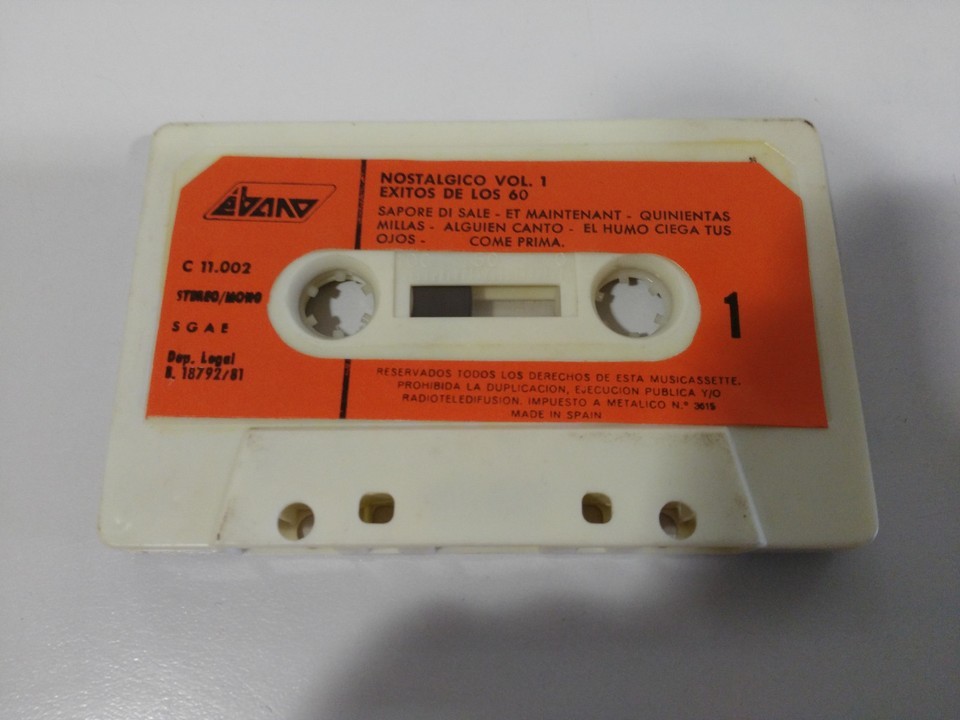 ébano
NOSTALGICO VOL. 1
EXITOS DE LOS 60
SAPORE DI SALE - ET MAINTENANT - QUINIENTAS
MILLAS - ALGUIEN CANTO - EL HUMO CIEGA TUS
OJOS - COME PRIMA.
C 11.002
STEREO/MONO
S G A E
Dep. Legal
B. 18792/81
1
RESERVADOS TODOS LOS DERECHOS DE ESTA MUSICASSETTE.
PROHIBIDA LA DUPLICACION, EJECUCION PUBLICA Y/O
RADIOTELEDIFUSION. IMPUESTO A METALICO N.º 3615
MADE IN SPAIN